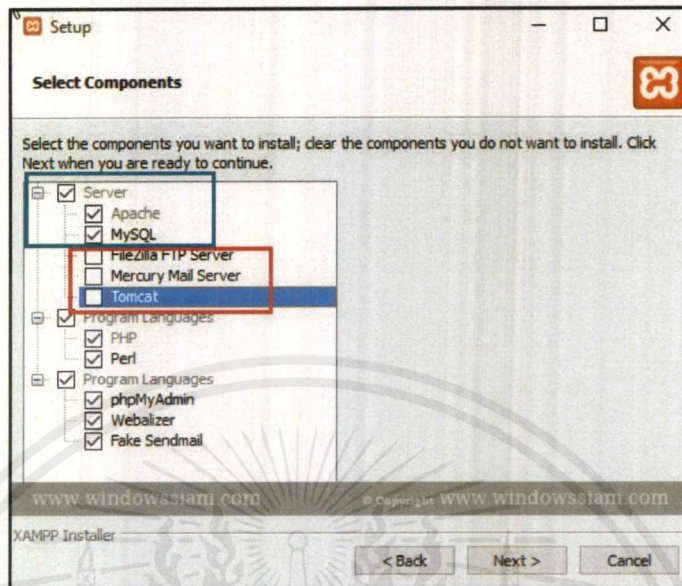 Setup
Select Components
Select the components you want to install; clear the components you do not want to install. Click
Next when you are ready to continue.
Server
Apache
MySQL
FileZilla FTP Server
Mercury Mail Server
Tomcat
Program Languages
PHP
Perl
Program Languages
phpMyAdmin
Webalizer
Fake Sendmail
www.windowssiam.com © Copyright www.windowssiam.com
XAMPP Installer
< Back Next > Cancel